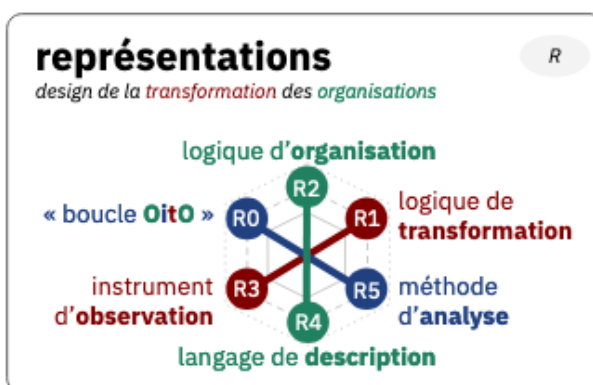 représentations
R
design de la transformation des organisations
logique d’organisation
R2
« boucle OitO »
R0
R1
logique de
transformation
instrument
d’observation
R3
R5
méthode
d’analyse
R4
langage de description